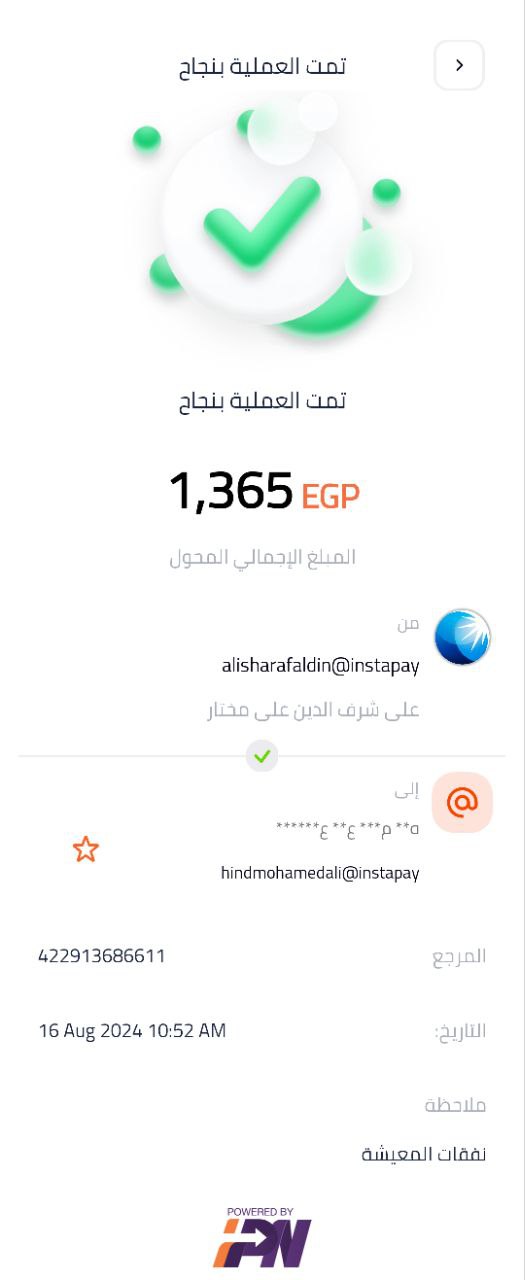 تمت العملية بنجاح
تمت العملية بنجاح
1,365 EGP
المبلغ الإجمالي المحول
من
alisharafaldin@instapay
على شرف الدين على مختار
إلى
ه** م*** ع** ع******
hindmohamedali@instapay
المرجع 422913686611
التاريخ: 16 Aug 2024 10:52 AM
ملاحظة
نفقات المعيشة
POWERED BY
IPN